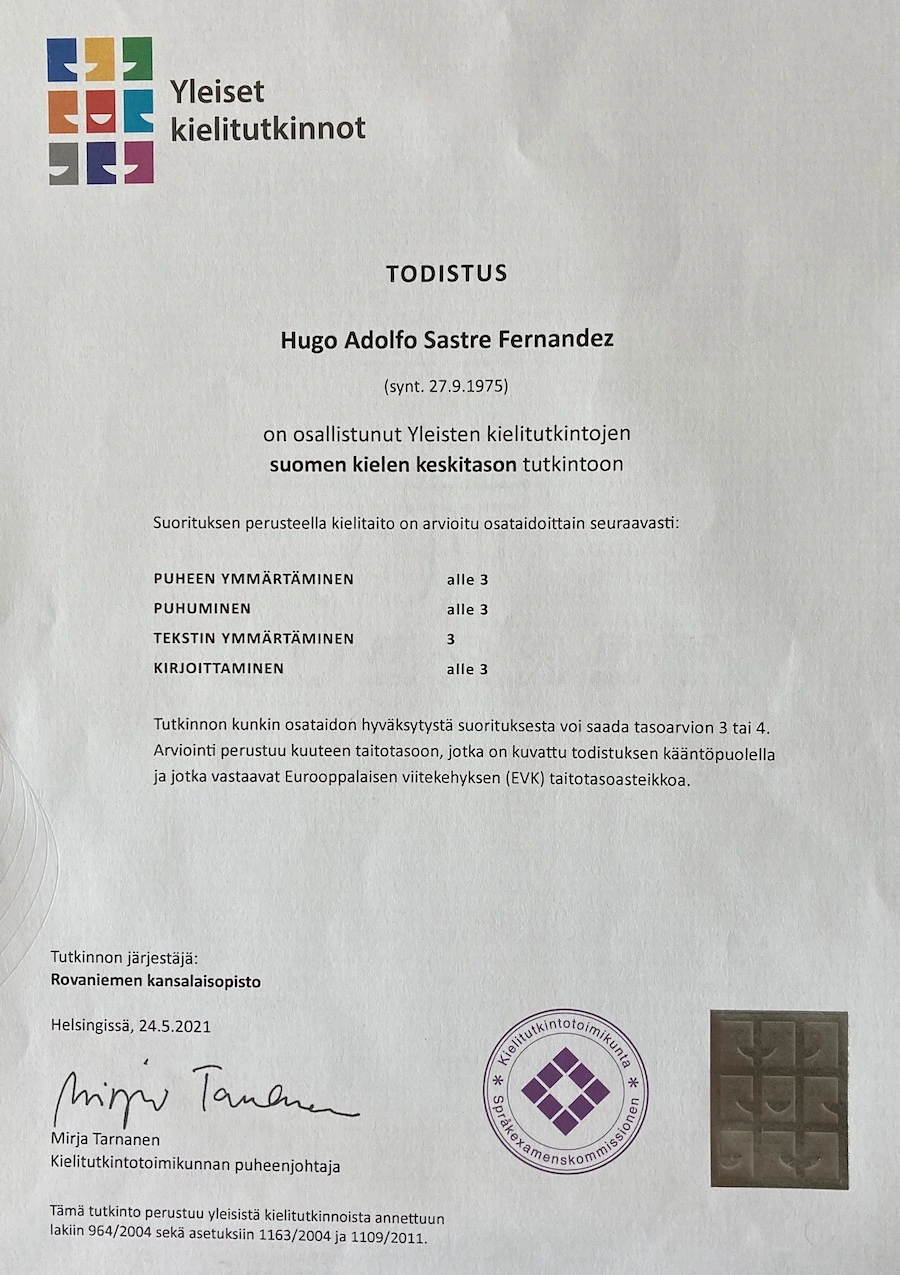 Yleiset
kielitutkinnot
TODISTUS
Hugo Adolfo Sastre Fernandez
(synt. 27.9.1975)
on osallistunut Yleisten kielitutkintojen
suomen kielen keskitason tutkintoon
Suorituksen perusteella kielitaito on arvioitu osataidoittain seuraavasti:
PUHEEN YMMÄRTÄMINEN alle 3
PUHUMINEN alle 3
TEKSTIN YMMÄRTÄMINEN 3
KIRJOITTAMINEN alle 3
Tutkinnon kunkin osataidon hyväksytystä suorituksesta voi saada tasoarvion 3 tai 4.
Arviointi perustuu kuuteen taitotasoon, jotka on kuvattu todistuksen kääntöpuolella
ja jotka vastaavat Eurooppalaisen viitekehyksen (EVK) taitotasoasteikkoa.
Tutkinnon järjestäjä:
Rovaniemen kansalaisopisto
Helsingissä, 24.5.2021
Mirja Tarnanen
Mirja Tarnanen
Kielitutkintotoimikunnan puheenjohtaja
* Kielitutkintotoimikunta *
Språkexamenskommissionen
Tämä tutkinto perustuu yleisistä kielitutkinnoista annettuun
lakiin 964/2004 sekä asetuksiin 1163/2004 ja 1109/2011.